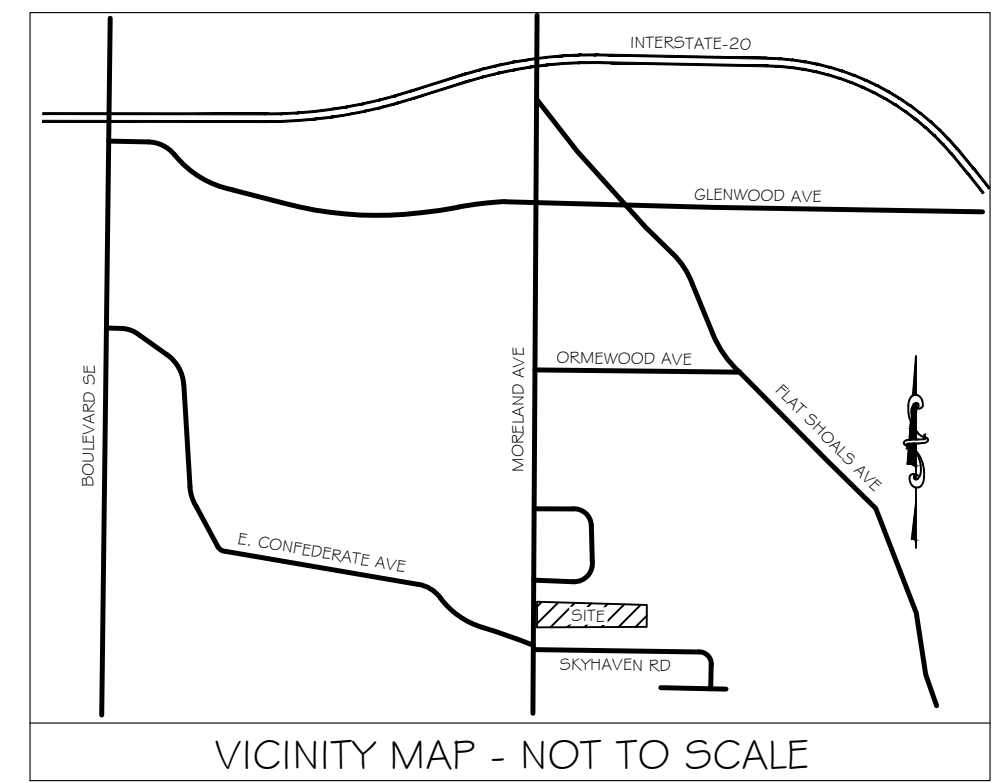 INTERSTATE-20
GLENWOOD AVE
ORMEWOOD AVE
MORELAND AVE
BOULEVARD SE
FLAT SHOALS AVE
E. CONFEDERATE AVE
SITE
SKYHAVEN RD
VICINITY MAP - NOT TO SCALE